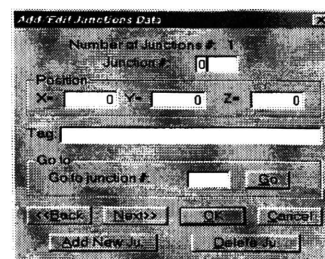 Add/Edit Junctions Data
Number of Junctions #: 1
Junction #: 0
Position
X= 0 Y= 0 Z= 0
Tag:
Go to
Go to junction #: Go
<<Back Next>> OK Cancel
Add New Ju. Delete Ju.